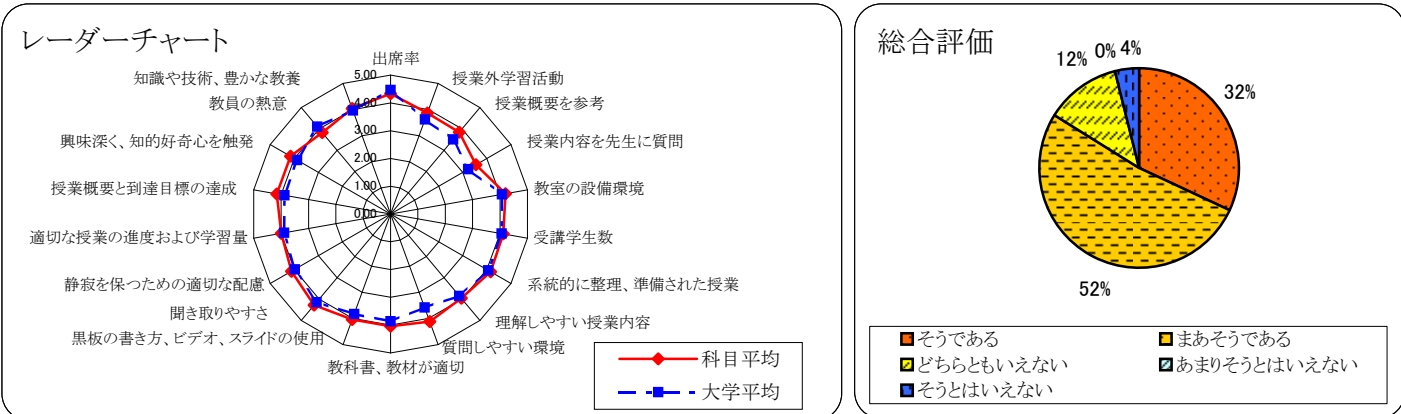 レーダーチャート
出席率
授業外学習活動
授業概要を参考
授業内容を先生に質問
教室の設備環境
受講学生数
系統的に整理、準備された授業
理解しやすい授業内容
質問しやすい環境
教科書、教材が適切
黒板の書き方、ビデオ、スライドの使用
聞き取りやすさ
静寂を保つための適切な配慮
適切な授業の進度および学習量
授業概要と到達目標の達成
興味深く、知的好奇心を触発
教員の熱意
知識や技術、豊かな教養
5.00
4.00
3.00
2.00
1.00
0.00
科目平均
大学平均
総合評価
12%
0%
4%
32%
52%
そうである
まあそうである
どちらともいえない
あまりそうとはいえない
そうとはいえない